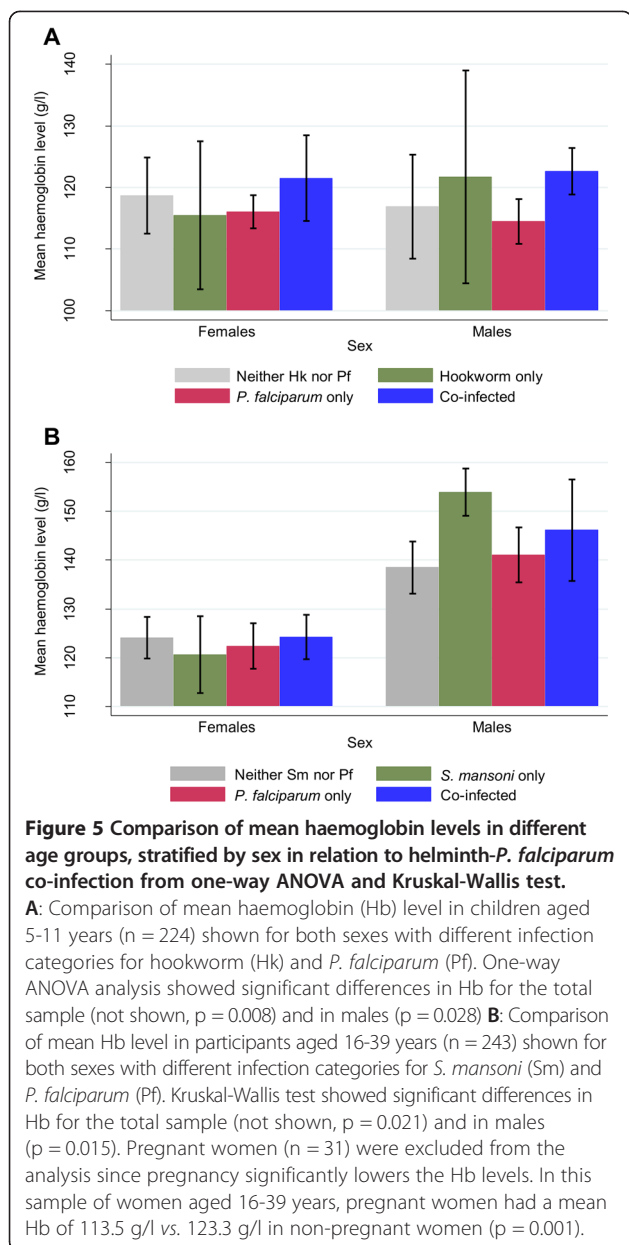 A
Mean haemoglobin level (g/l)
140
130
120
110
100
Females
Males
Sex
Neither Hk nor Pf
Hookworm only
P. falciparum only
Co-infected
B
Mean haemoglobin level (g/l)
160
150
140
130
120
110
Females
Males
Sex
Neither Sm nor Pf
S. mansoni only
P. falciparum only
Co-infected
Figure 5 Comparison of mean haemoglobin levels in different
age groups, stratified by sex in relation to helminth-P. falciparum
co-infection from one-way ANOVA and Kruskal-Wallis test.
A: Comparison of mean haemoglobin (Hb) level in children aged
5-11 years (n = 224) shown for both sexes with different infection
categories for hookworm (Hk) and P. falciparum (Pf). One-way
ANOVA analysis showed significant differences in Hb for the total
sample (not shown, p = 0.008) and in males (p = 0.028) B: Comparison
of mean Hb level in participants aged 16-39 years (n = 243) shown for
both sexes with different infection categories for S. mansoni (Sm) and
P. falciparum (Pf). Kruskal-Wallis test showed significant differences in
Hb for the total sample (not shown, p = 0.021) and in males
(p = 0.015). Pregnant women (n = 31) were excluded from the
analysis since pregnancy significantly lowers the Hb levels. In this
sample of women aged 16-39 years, pregnant women had a mean
Hb of 113.5 g/l vs. 123.3 g/l in non-pregnant women (p = 0.001).